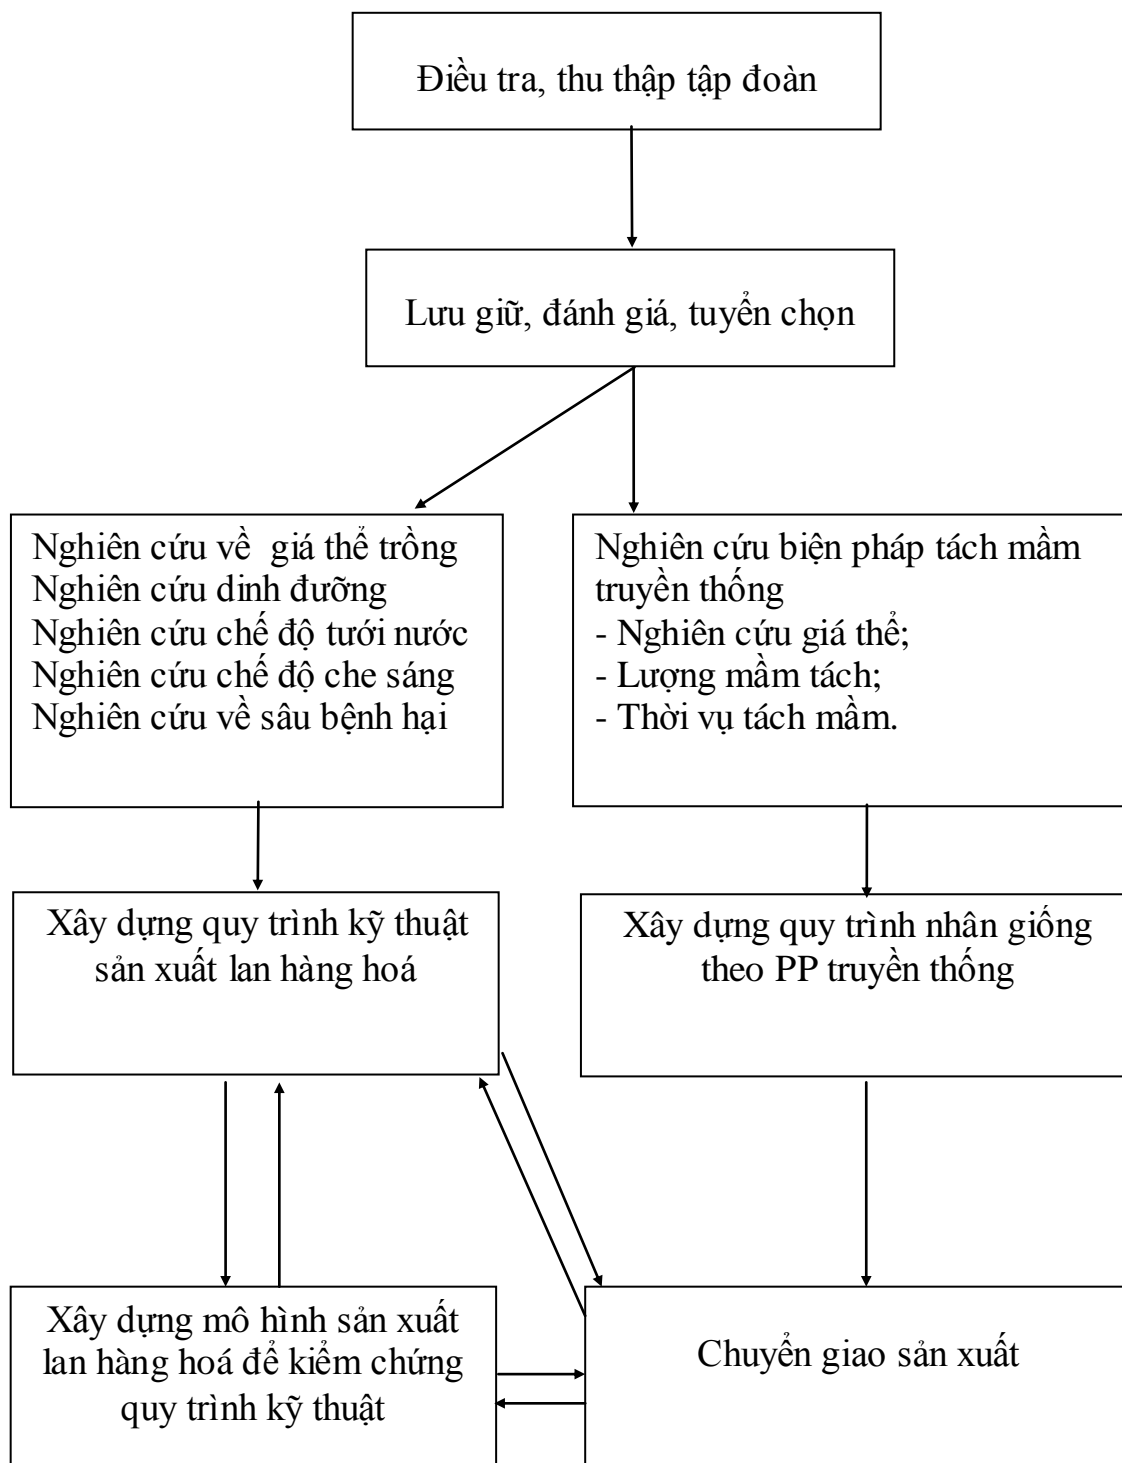 Điều tra, thu thập tập đoàn
Lưu giữ, đánh giá, tuyển chọn
Nghiên cứu về giá thể trồng
Nghiên cứu dinh đưỡng
Nghiên cứu chế độ tưới nước
Nghiên cứu chế độ che sáng
Nghiên cứu về sâu bệnh hại
Nghiên cứu biện pháp tách mầm
truyền thống
- Nghiên cứu giá thể;
- Lượng mầm tách;
- Thời vụ tách mầm.
Xây dựng quy trình kỹ thuật
sản xuất lan hàng hoá
Xây dựng quy trình nhân giống
theo PP truyền thống
Xây dựng mô hình sản xuất
lan hàng hoá để kiểm chứng
quy trình kỹ thuật
Chuyển giao sản xuất